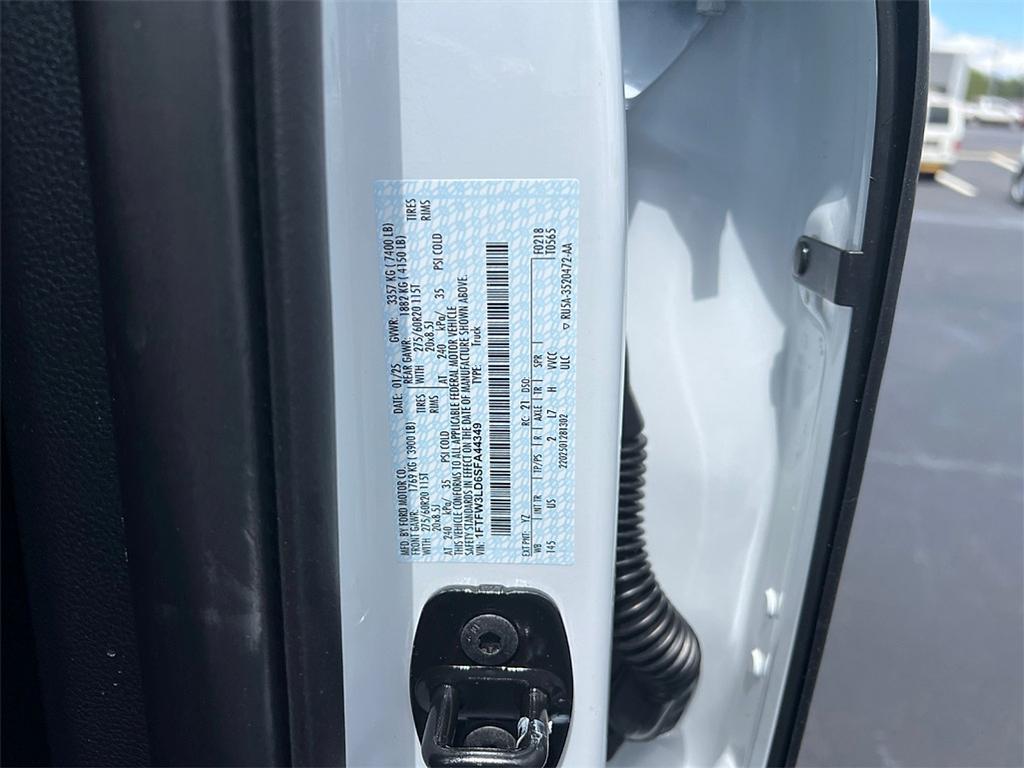 MFD. BY FORD MOTOR CO. DATE: 01/25 GVWR: 3357 KG ( 7400 LB)
FRONT GAWR: 1769 KG ( 3900 LB) REAR GAWR: 1882 KG ( 4150 LB)
WITH 275/60R20 115T TIRES WITH 275/60R20 115T TIRES
20x8.5J RIMS 20x8.5J RIMS
AT 240 kPa/ 35 PSI COLD AT 240 kPa/ 35 PSI COLD
THIS VEHICLE CONFORMS TO ALL APPLICABLE FEDERAL MOTOR VEHICLE
SAFETY STANDARDS IN EFFECT ON THE DATE OF MANUFACTURE SHOWN ABOVE.
VIN: 1FTFW3LD6SFA44349 TYPE: Truck
EXT PNT: YZ RC: 21 DSO: F0218
WB INT TR TP/PS R AXLE TR SPR T0565
145 US 2 L7 H VVCC
2202501281302 ULC ▽ RU5A-3520472-AA